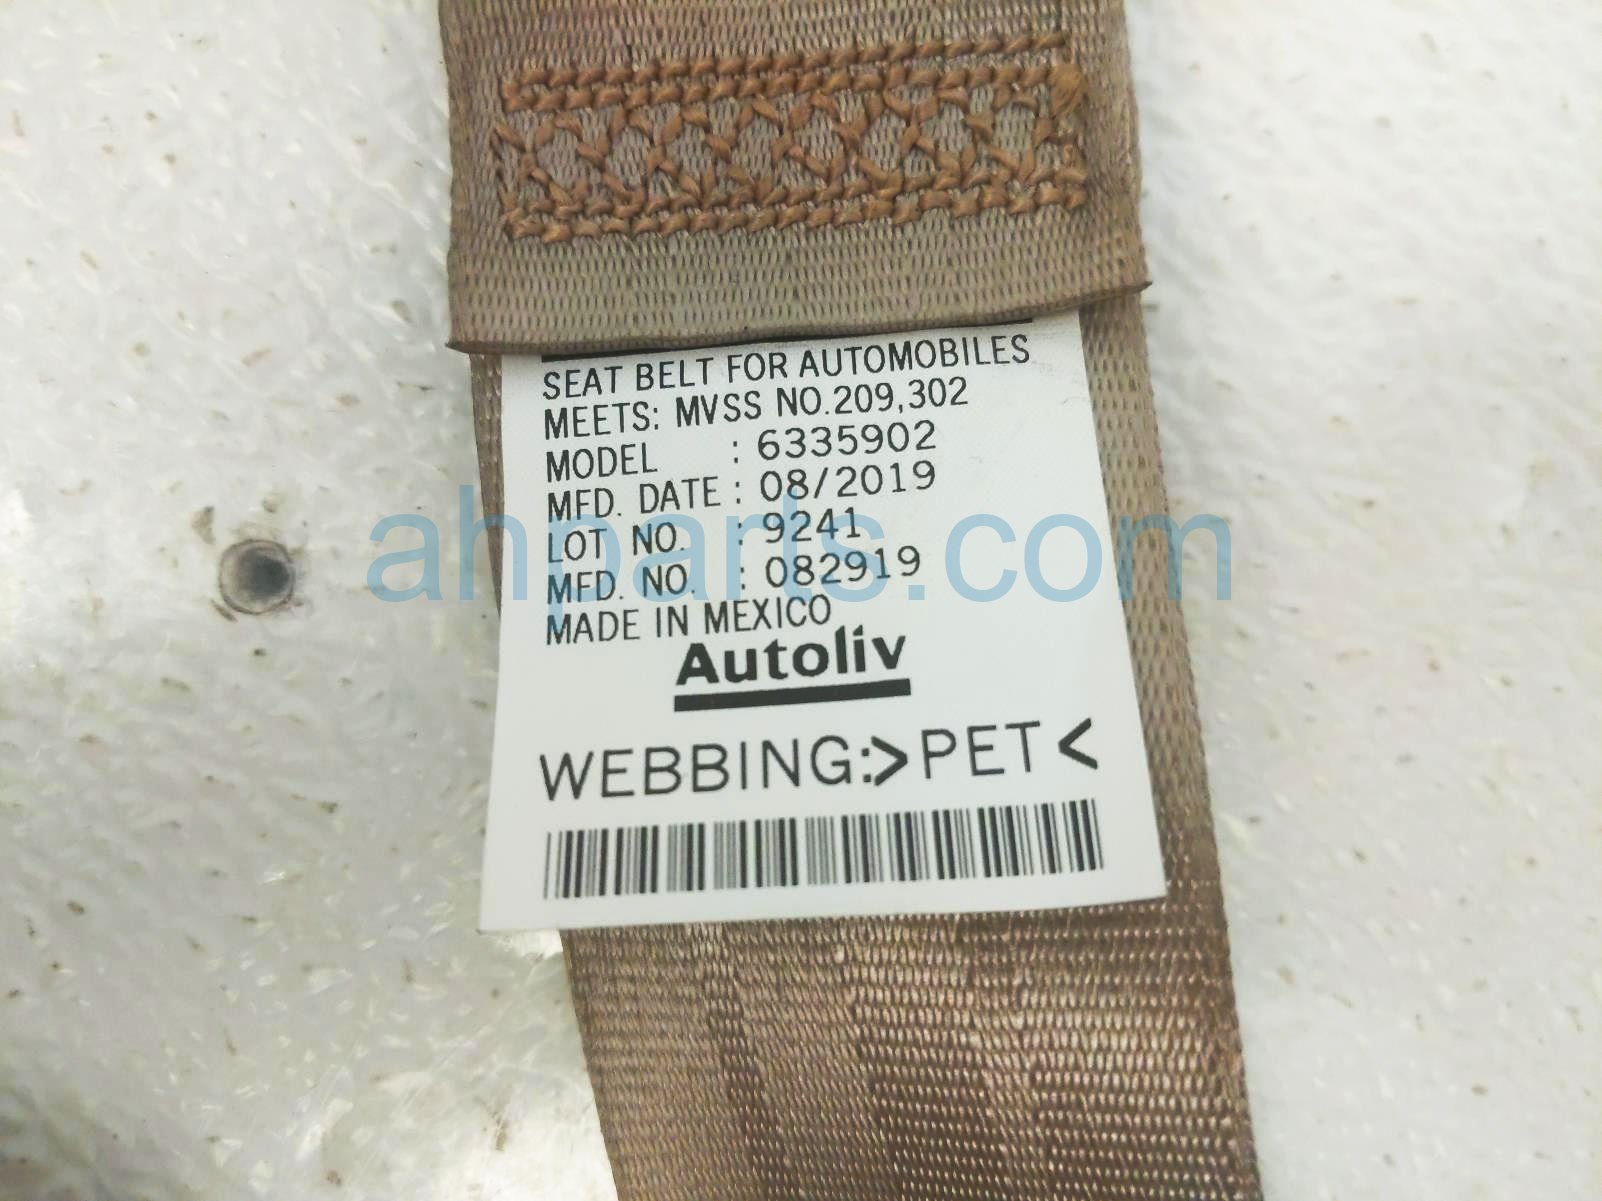 SEAT BELT FOR AUTOMOBILES
MEETS: MVSS NO.209,302
MODEL : 6335902
MFD. DATE : 08/2019
LOT NO. : 9241
MFD. NO. : 082919
MADE IN MEXICO
Autoliv
WEBBING:>PET<
ahparts.com